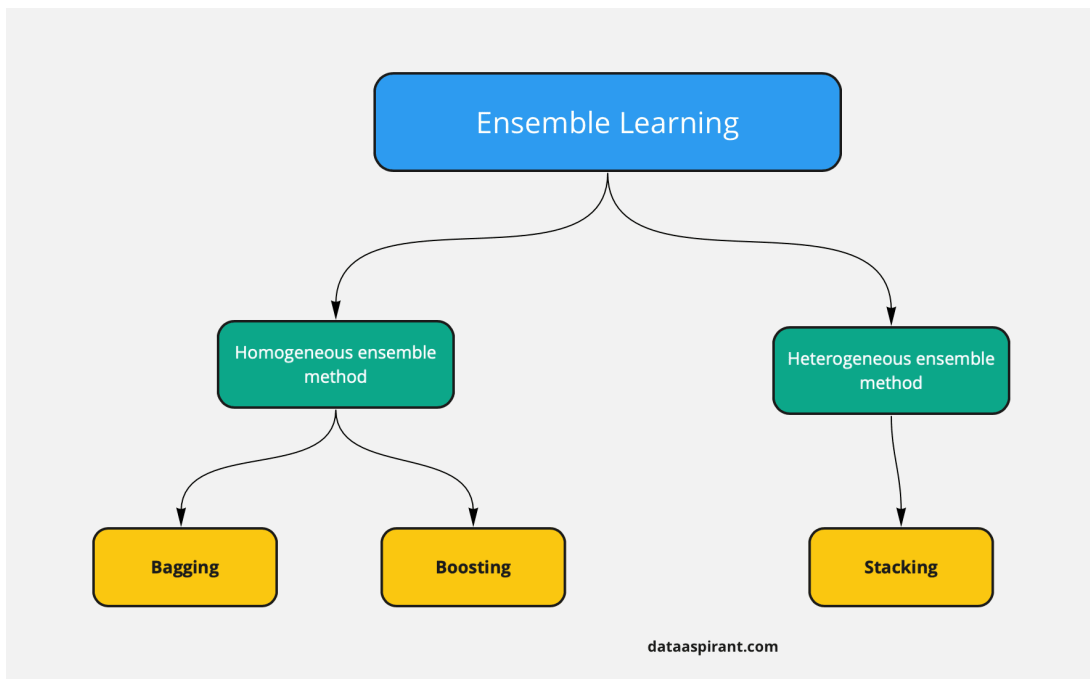 Ensemble Learning
Homogeneous ensemble
method
Heterogeneous ensemble
method
Bagging
Boosting
Stacking
dataaspirant.com